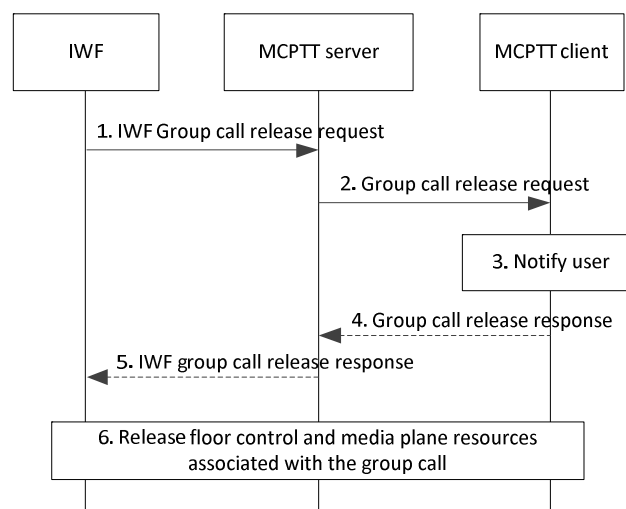 IWF
MCPTT server
MCPTT client
1. IWF Group call release request
2. Group call release request
3. Notify user
4. Group call release response
5. IWF group call release response
6. Release floor control and media plane resources
associated with the group call